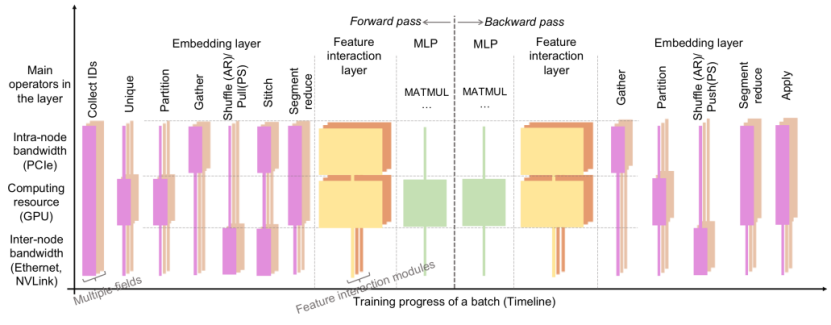 Forward pass
Backward pass
Embedding layer
Feature
interaction
layer
MLP
MLP
Feature
interaction
layer
Embedding layer
Main
operators in
the layer
Collect IDs
Unique
Partition
Gather
Shuffle (AR)/
Pull(PS)
Stitch
Segment
reduce
MATMUL
...
MATMUL
...
Gather
Partition
Shuffle (AR)/
Push(PS)
Segment
reduce
Apply
Intra-node
bandwidth
(PCIe)
Computing
resource
(GPU)
Inter-node
bandwidth
(Ethernet,
NVLink)
Multiple fields
Feature interaction modules
Training progress of a batch (Timeline)